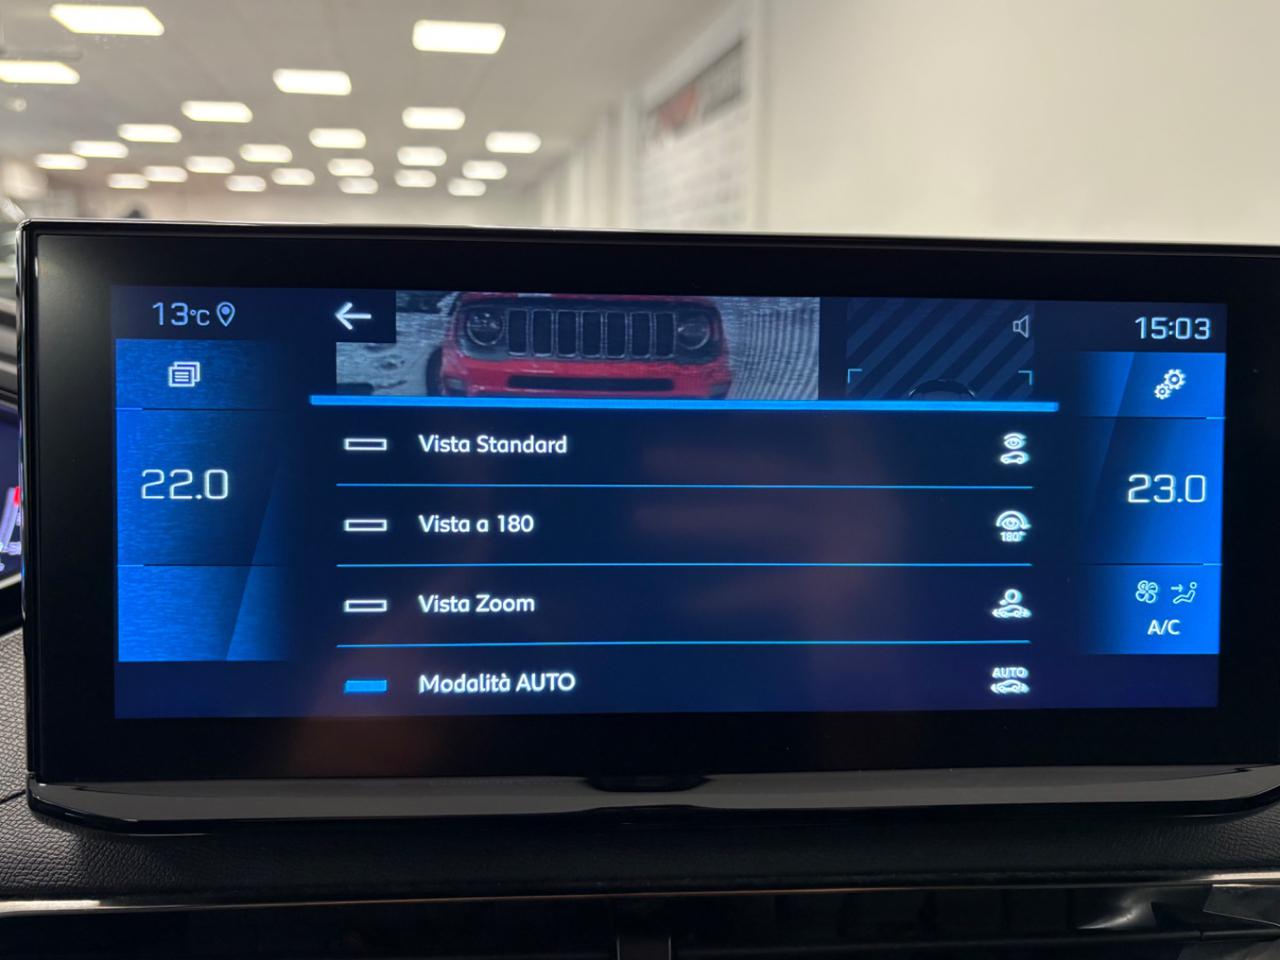 13°C
15:03
22.0
23.0
Vista Standard
Vista a 180
180°
Vista Zoom
Modalità AUTO
AUTO
A/C